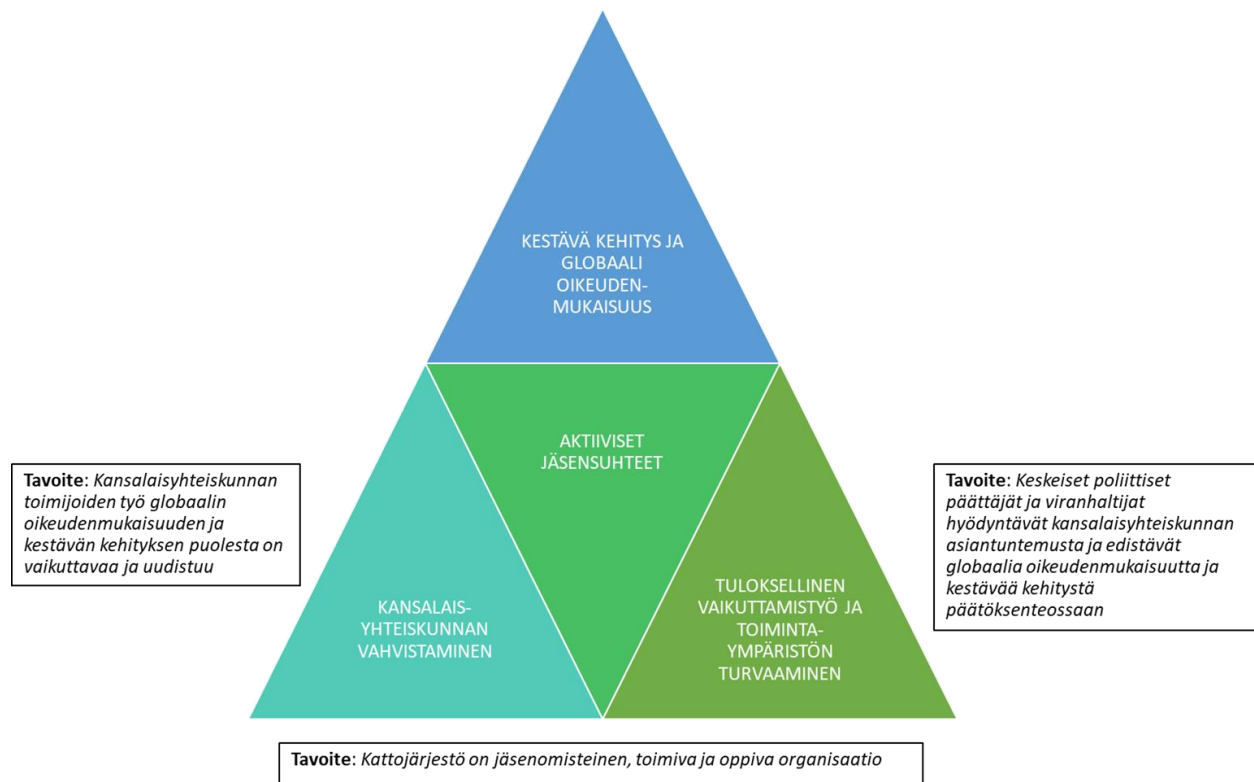 KESTÄVÄ KEHITYS JA
GLOBAALI
OIKEUDEN-
MUKAISUUS
AKTIIVISET
JÄSENSUHTEET
Tavoite: Kansalaisyhteiskunnan
toimijoiden työ globaalin
oikeudenmukaisuuden ja
kestävän kehityksen puolesta on
vaikuttavaa ja uudistuu
KANSALAIS-
YHTEISKUNNAN
VAHVISTAMINEN
TULOKSELLINEN
VAIKUTTAMISTYÖ JA
TOIMINTA-
YMPÄRISTÖN
TURVAAMINEN
Tavoite: Keskeiset poliittiset
päättäjät ja viranhaltijat
hyödyntävät kansalaisyhteiskunnan
asiantuntemusta ja edistävät
globaalia oikeudenmukaisuutta ja
kestävää kehitystä
päätöksenteossaan
Tavoite: Kattojärjestö on jäsenomisteinen, toimiva ja oppiva organisaatio